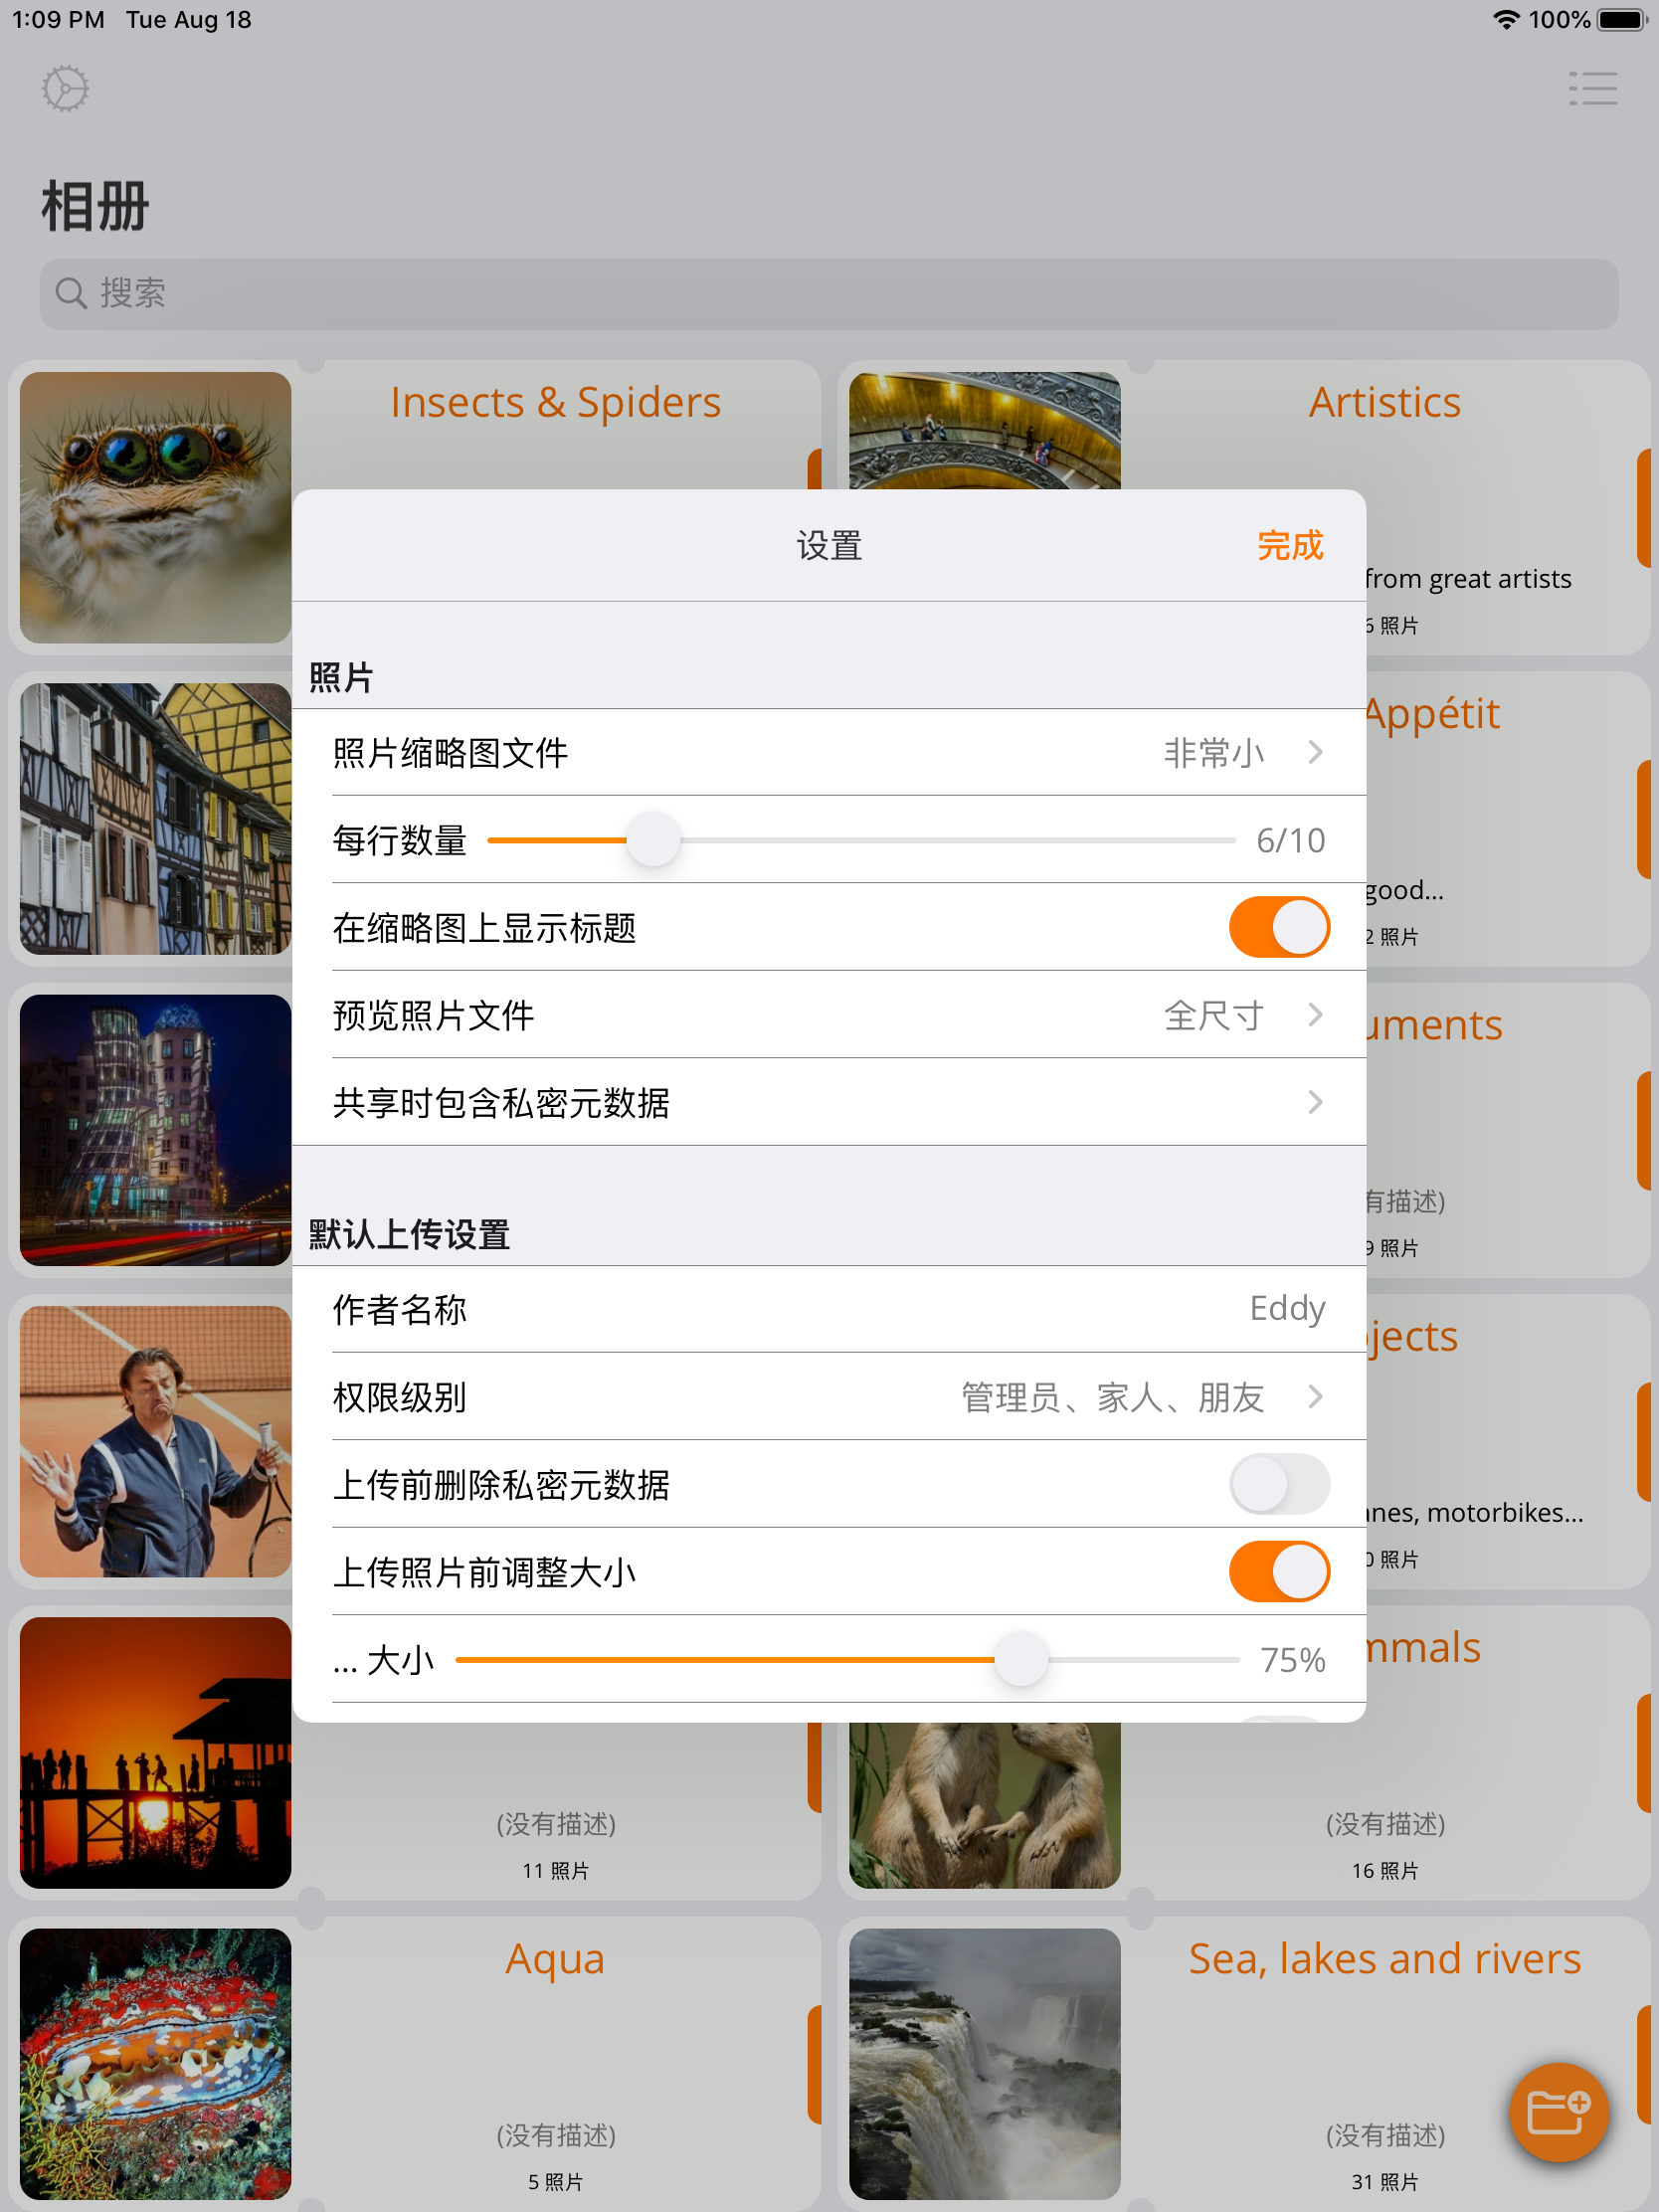 1:09 PM Tue Aug 18
100%
相册
搜索
Insects & Spiders
Artistics
from great artists
6 照片
设置
完成
照片
照片缩略图文件
非常小
每行数量
6/10
在缩略图上显示标题
预览照片文件
全尺寸
共享时包含私密元数据
默认上传设置
作者名称
Eddy
权限级别
管理员、家人、朋友
上传前删除私密元数据
上传照片前调整大小
... 大小
75%
Appétit
good...
2 照片
uments
有描述)
9 照片
jects
nes, motorbikes...
0 照片
mmals
(没有描述)
11 照片
(没有描述)
16 照片
Aqua
(没有描述)
5 照片
Sea, lakes and rivers
(没有描述)
31 照片